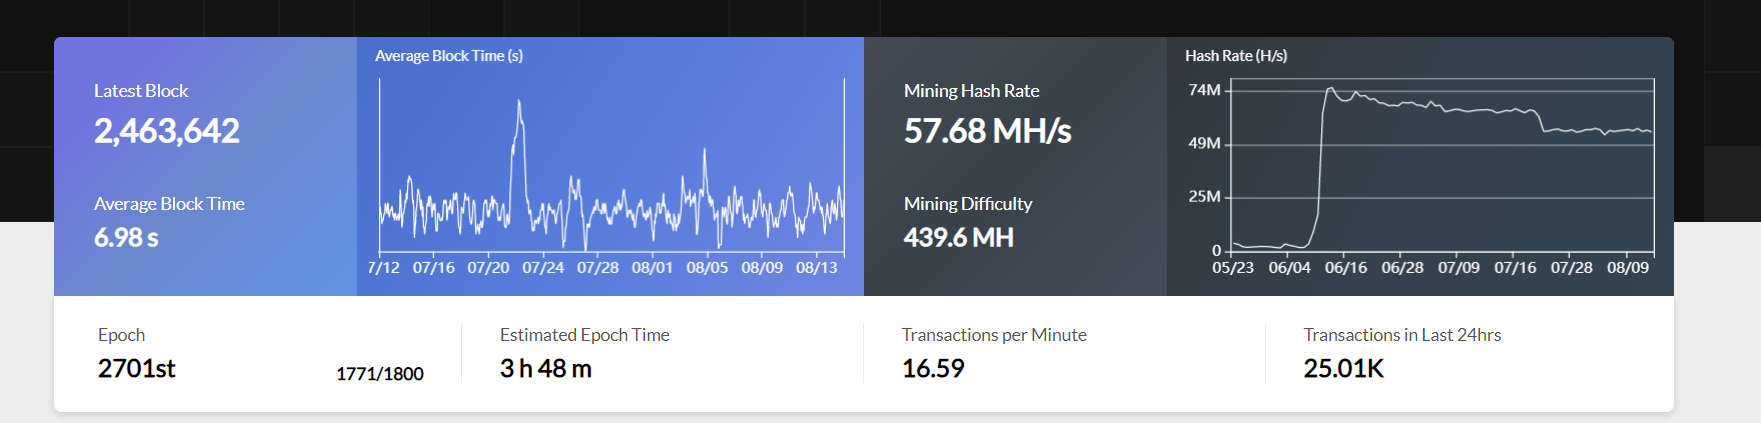 Latest Block
2,463,642
Average Block Time
6.98 s
Average Block Time (s)
7/12 07/16 07/20 07/24 07/28 08/01 08/05 08/09 08/13
Mining Hash Rate
57.68 MH/s
Mining Difficulty
439.6 MH
Hash Rate (H/s)
74M
49M
25M
0
05/23 06/04 06/16 06/28 07/09 07/16 07/28 08/09
Epoch
2701st
1771/1800
Estimated Epoch Time
3 h 48 m
Transactions per Minute
16.59
Transactions in Last 24hrs
25.01K